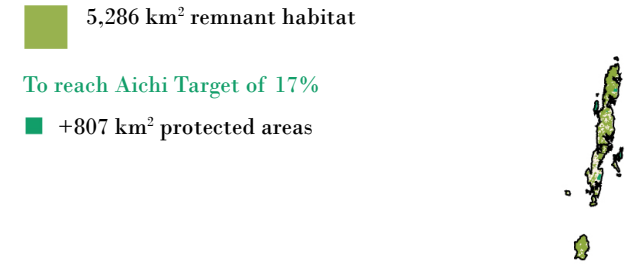 5,286 km² remnant habitat
To reach Aichi Target of 17%
+807 km² protected areas